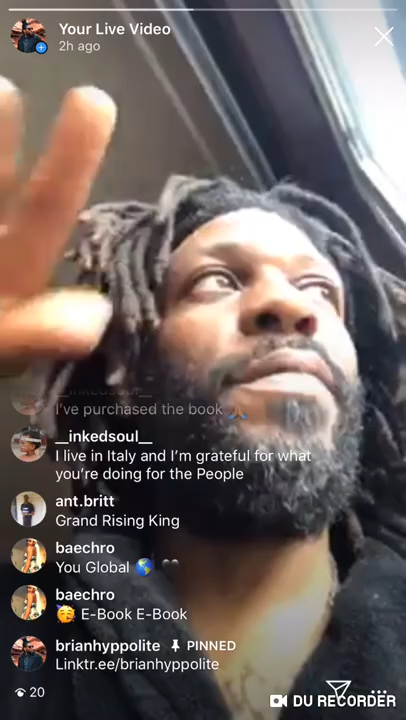 Your Live Video
2h ago
__inkedsoul__
I've purchased the book 🙏🏾
__inkedsoul__
I live in Italy and I'm grateful for what
you're doing for the People
ant.britt
Grand Rising King
baechro
You Global 🌎 🖤
baechro
🥳 E-Book E-Book
brianhyppolite 📌 PINNED
Linktr.ee/brianhyppolite
20
DU RECORDER